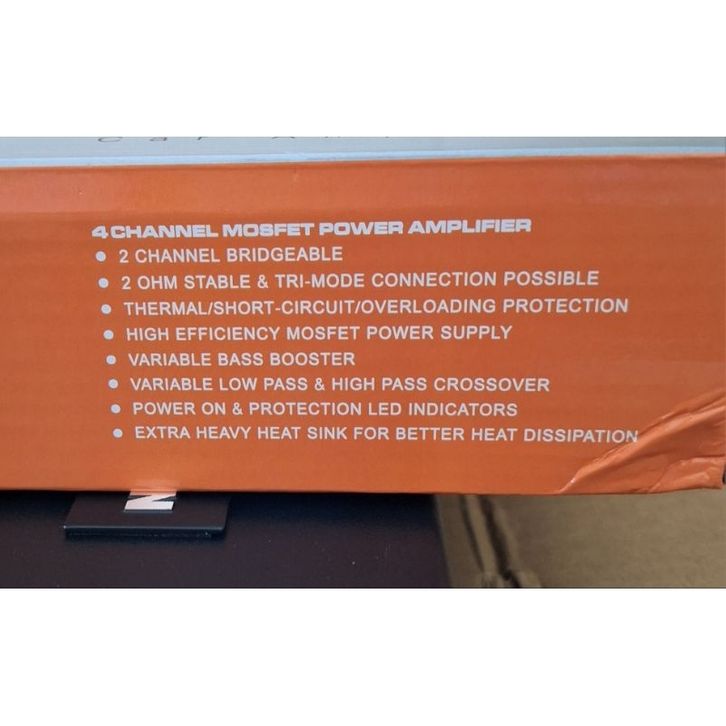 4 CHANNEL MOSFET POWER AMPLIFIER
• 2 CHANNEL BRIDGEABLE
• 2 OHM STABLE & TRI-MODE CONNECTION POSSIBLE
• THERMAL/SHORT-CIRCUIT/OVERLOADING PROTECTION
• HIGH EFFICIENCY MOSFET POWER SUPPLY
• VARIABLE BASS BOOSTER
• VARIABLE LOW PASS & HIGH PASS CROSSOVER
• POWER ON & PROTECTION LED INDICATORS
• EXTRA HEAVY HEAT SINK FOR BETTER HEAT DISSIPATION